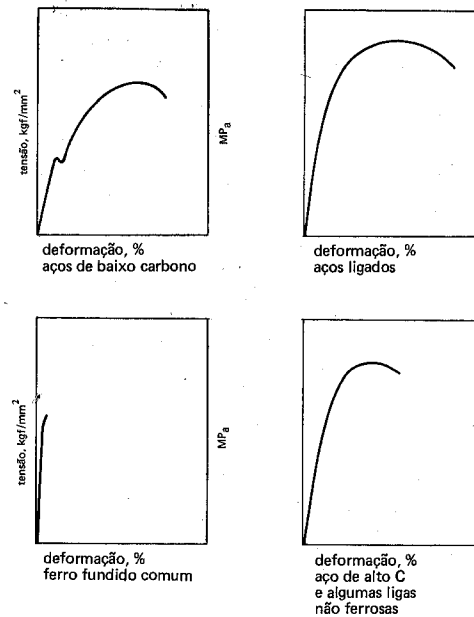 tensão, kgf/mm²
MPa
deformação, %
aços de baixo carbono
deformação, %
aços ligados
tensão, kgf/mm²
MPa
deformação, %
ferro fundido comum
deformação, %
aço de alto C
e algumas ligas
não ferrosas